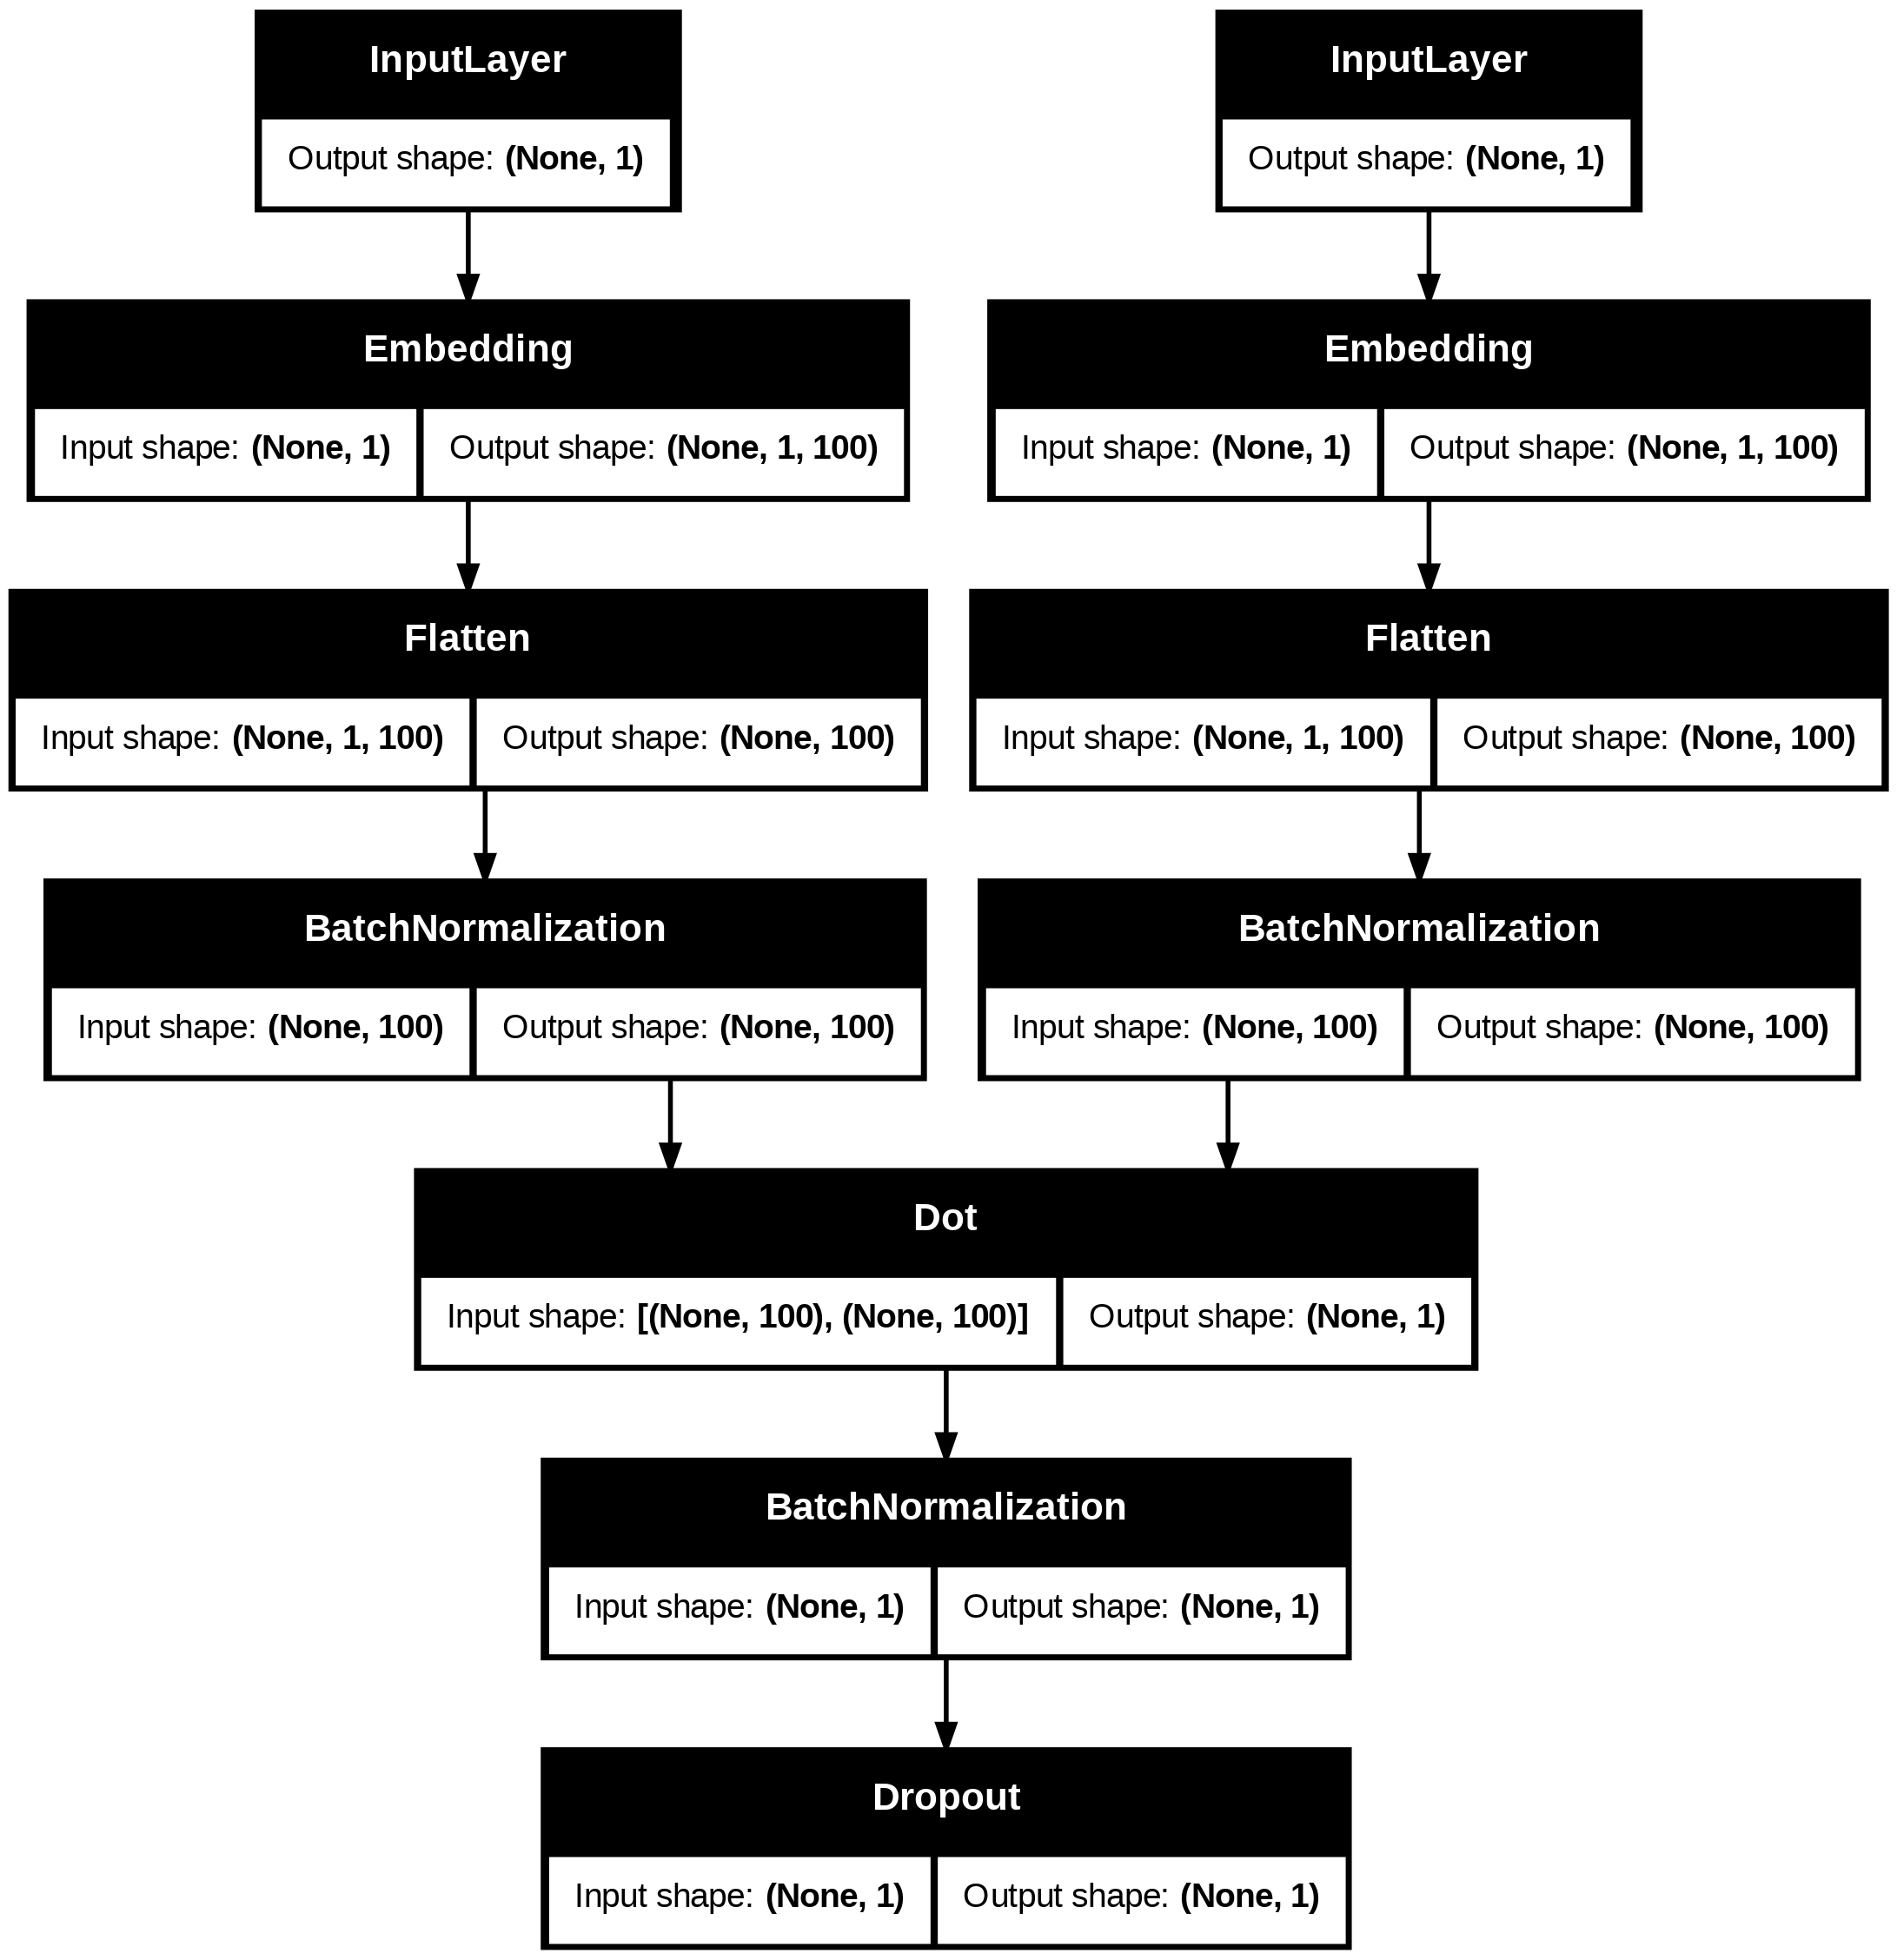 InputLayer
Output shape: (None, 1)
InputLayer
Output shape: (None, 1)
Embedding
Input shape: (None, 1) Output shape: (None, 1, 100)
Embedding
Input shape: (None, 1) Output shape: (None, 1, 100)
Flatten
Input shape: (None, 1, 100) Output shape: (None, 100)
Flatten
Input shape: (None, 1, 100) Output shape: (None, 100)
BatchNormalization
Input shape: (None, 100) Output shape: (None, 100)
BatchNormalization
Input shape: (None, 100) Output shape: (None, 100)
Dot
Input shape: [(None, 100), (None, 100)] Output shape: (None, 1)
BatchNormalization
Input shape: (None, 1) Output shape: (None, 1)
Dropout
Input shape: (None, 1) Output shape: (None, 1)